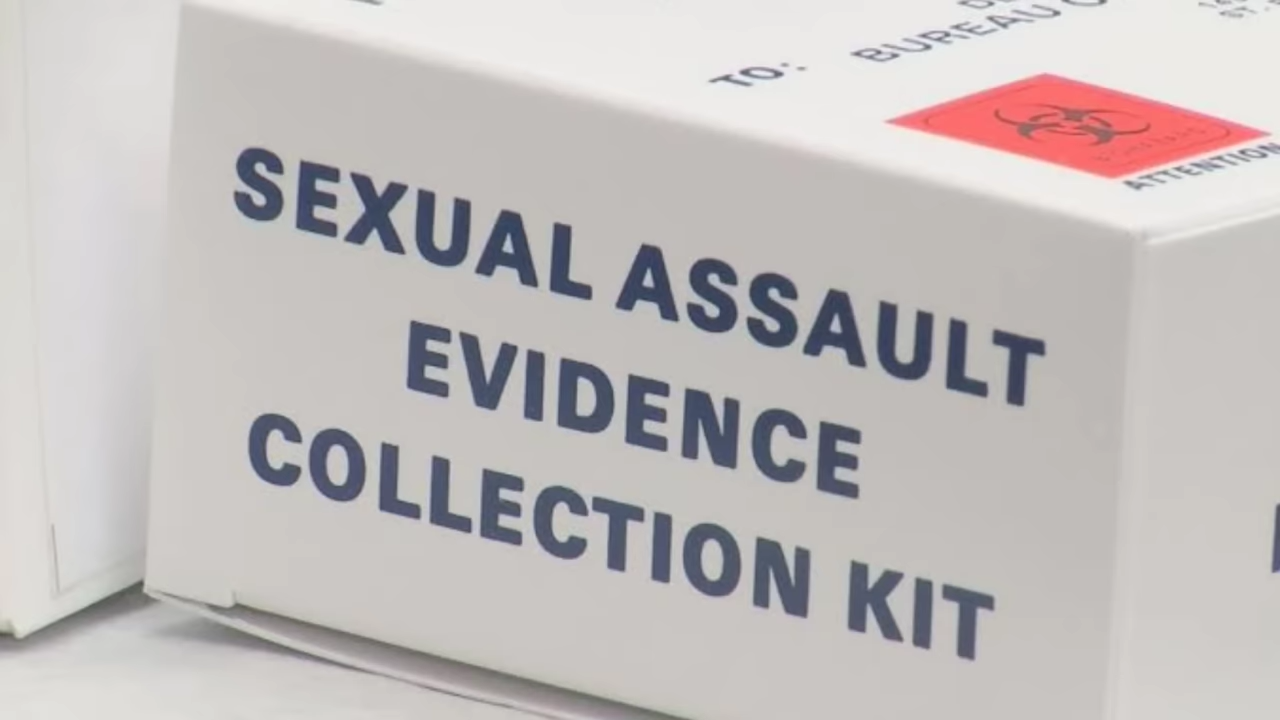 TO:
BUREAU
ATTENTION
SEXUAL ASSAULT
EVIDENCE
COLLECTION KIT